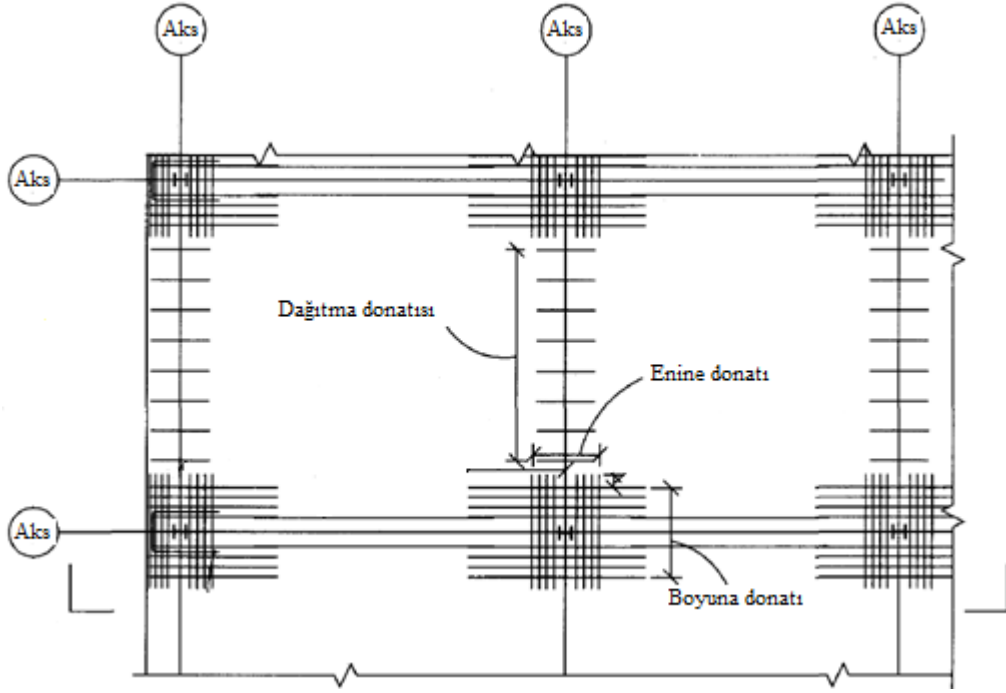 Aks
Aks
Aks
Aks
Dağıtma donatısı
Enine donatı
Aks
Boyuna donatı